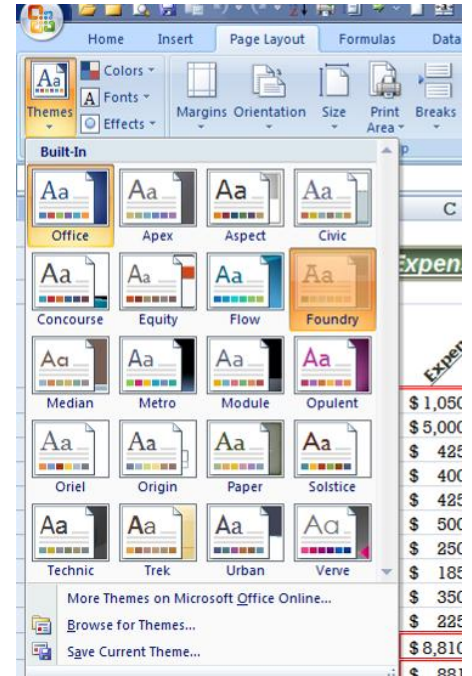 Home Insert Page Layout Formulas Data
Aa Colors
Themes A Fonts Margins Orientation Size Print Area Breaks
Effects
Built-In
Aa Aa Aa Aa
Office Apex Aspect Civic
Aa Aa Aa Aa
Concourse Equity Flow Foundry
Aa Aa Aa Aa
Median Metro Module Opulent
Aa Aa Aa Aa
Oriel Origin Paper Solstice
Aa Aa Aa Aa
Technic Trek Urban Verve
More Themes on Microsoft Office Online...
Browse for Themes...
Save Current Theme...
p
C
Expen
Expen
$ 1,050
$ 5,000
$ 425
$ 400
$ 425
$ 500
$ 250
$ 185
$ 350
$ 225
$ 8,810
$ 881